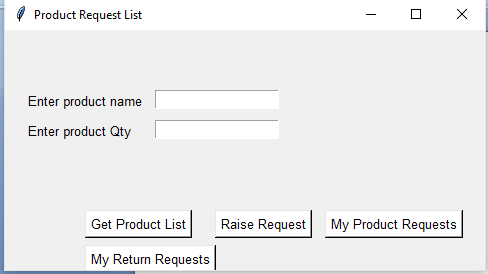 Product Request List
Enter product name
Enter product Qty
Get Product List Raise Request My Product Requests
My Return Requests